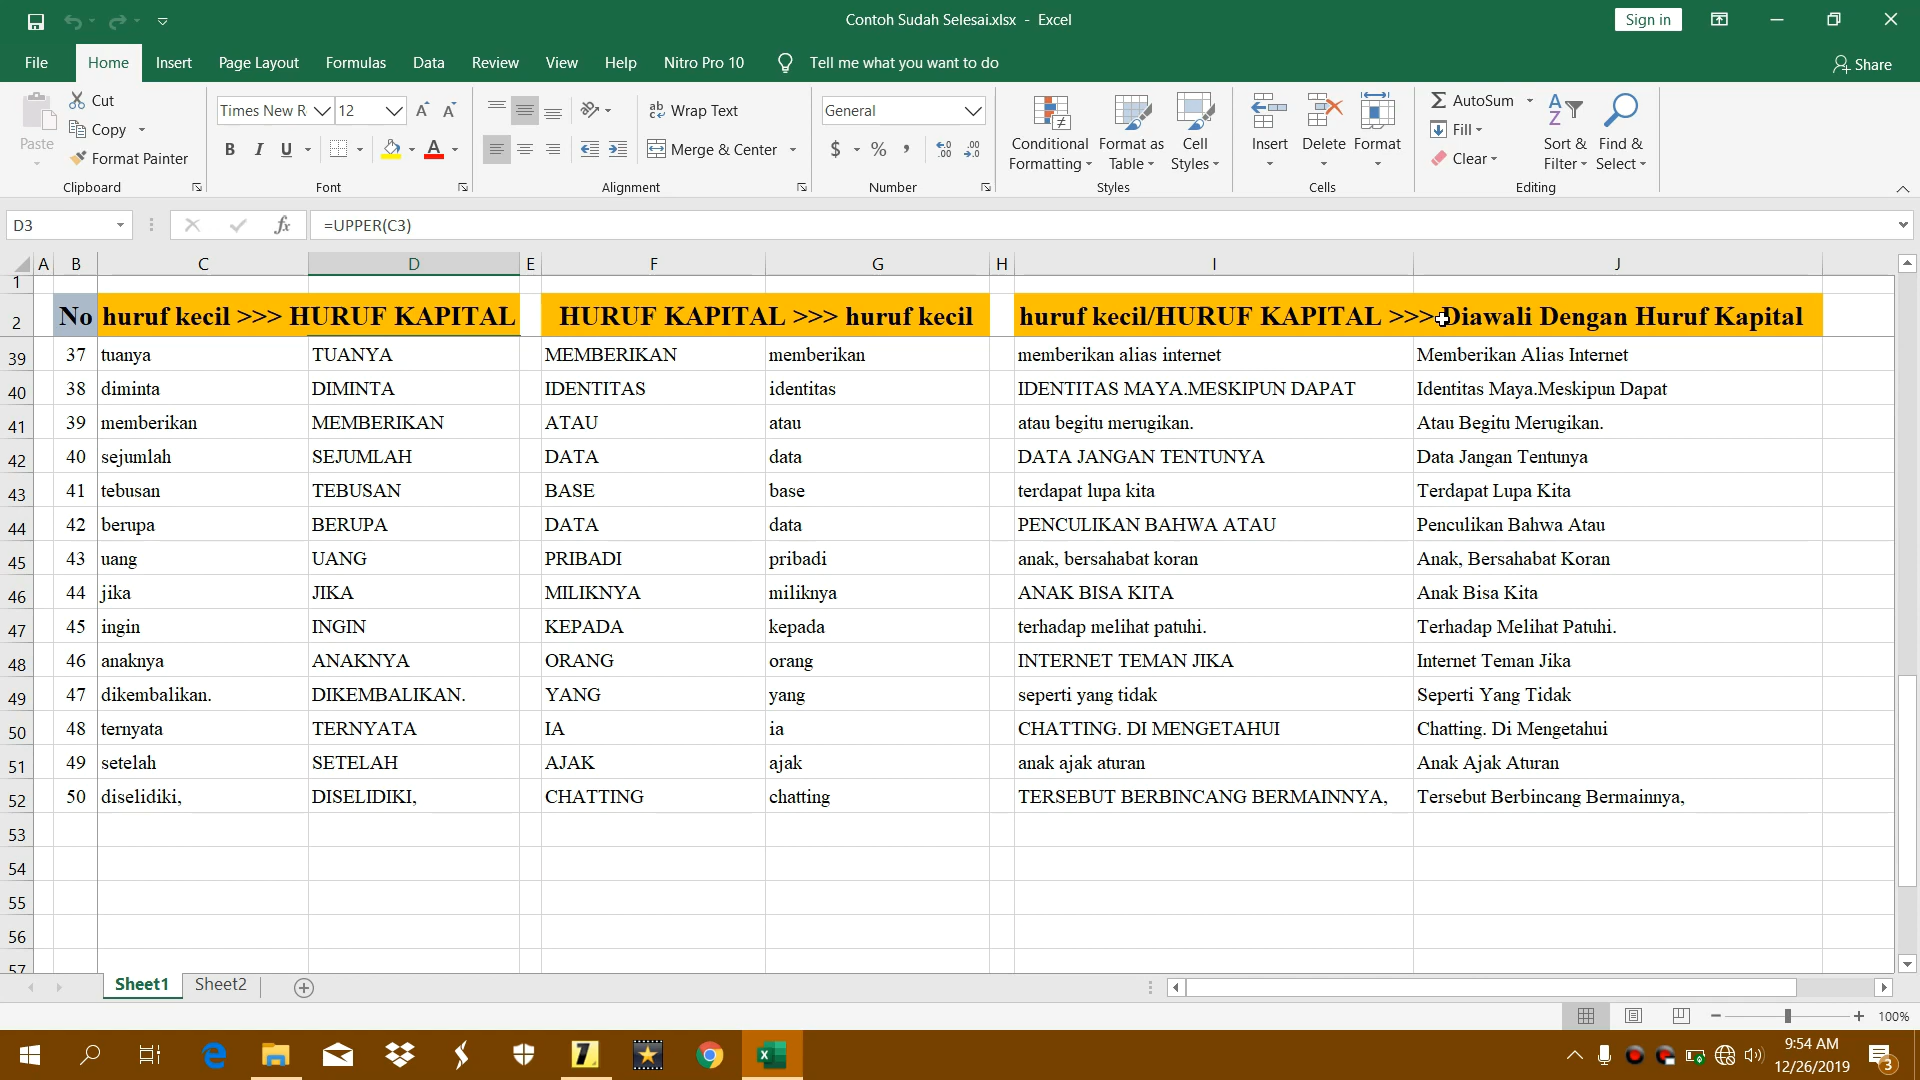 Contoh Sudah Selesai.xlsx - Excel
Sign in
File Home Insert Page Layout Formulas Data Review View Help Nitro Pro 10 Tell me what you want to do Share
Paste Cut Copy Format Painter Clipboard
Times New R 12 B I U A Font
ab Wrap Text Merge & Center Alignment
General $ % , .00 Number
Conditional Formatting Format as Table Cell Styles Styles
Insert Delete Format Cells
AutoSum Fill Clear Sort & Filter Find & Select Editing
D3 fx =UPPER(C3)
A B C D E F G H I J
1
2 No huruf kecil >>> HURUF KAPITAL HURUF KAPITAL >>> huruf kecil huruf kecil/HURUF KAPITAL >>> Diawali Dengan Huruf Kapital
39 37 tuanya TUANYA MEMBERIKAN memberikan memberikan alias internet Memberikan Alias Internet
40 38 diminta DIMINTA IDENTITAS identitas IDENTITAS MAYA.MESKIPUN DAPAT Identitas Maya.Meskipun Dapat
41 39 memberikan MEMBERIKAN ATAU atau atau begitu merugikan. Atau Begitu Merugikan.
42 40 sejumlah SEJUMLAH DATA data DATA JANGAN TENTUNYA Data Jangan Tentunya
43 41 tebusan TEBUSAN BASE base terdapat lupa kita Terdapat Lupa Kita
44 42 berupa BERUPA DATA data PENCULIKAN BAHWA ATAU Penculikan Bahwa Atau
45 43 uang UANG PRIBADI pribadi anak, bersahabat koran Anak, Bersahabat Koran
46 44 jika JIKA MILIKNYA miliknya ANAK BISA KITA Anak Bisa Kita
47 45 ingin INGIN KEPADA kepada terhadap melihat patuhi. Terhadap Melihat Patuhi.
48 46 anaknya ANAKNYA ORANG orang INTERNET TEMAN JIKA Internet Teman Jika
49 47 dikembalikan. DIKEMBALIKAN. YANG yang seperti yang tidak Seperti Yang Tidak
50 48 ternyata TERNYATA IA ia CHATTING. DI MENGETAHUI Chatting. Di Mengetahui
51 49 setelah SETELAH AJAK ajak anak ajak aturan Anak Ajak Aturan
52 50 diselidiki, DISELIDIKI, CHATTING chatting TERSEBUT BERBINCANG BERMAINNYA, Tersebut Berbincang Bermainnya,
53
54
55
56
57
Sheet1 Sheet2
100%
9:54 AM
12/26/2019
3